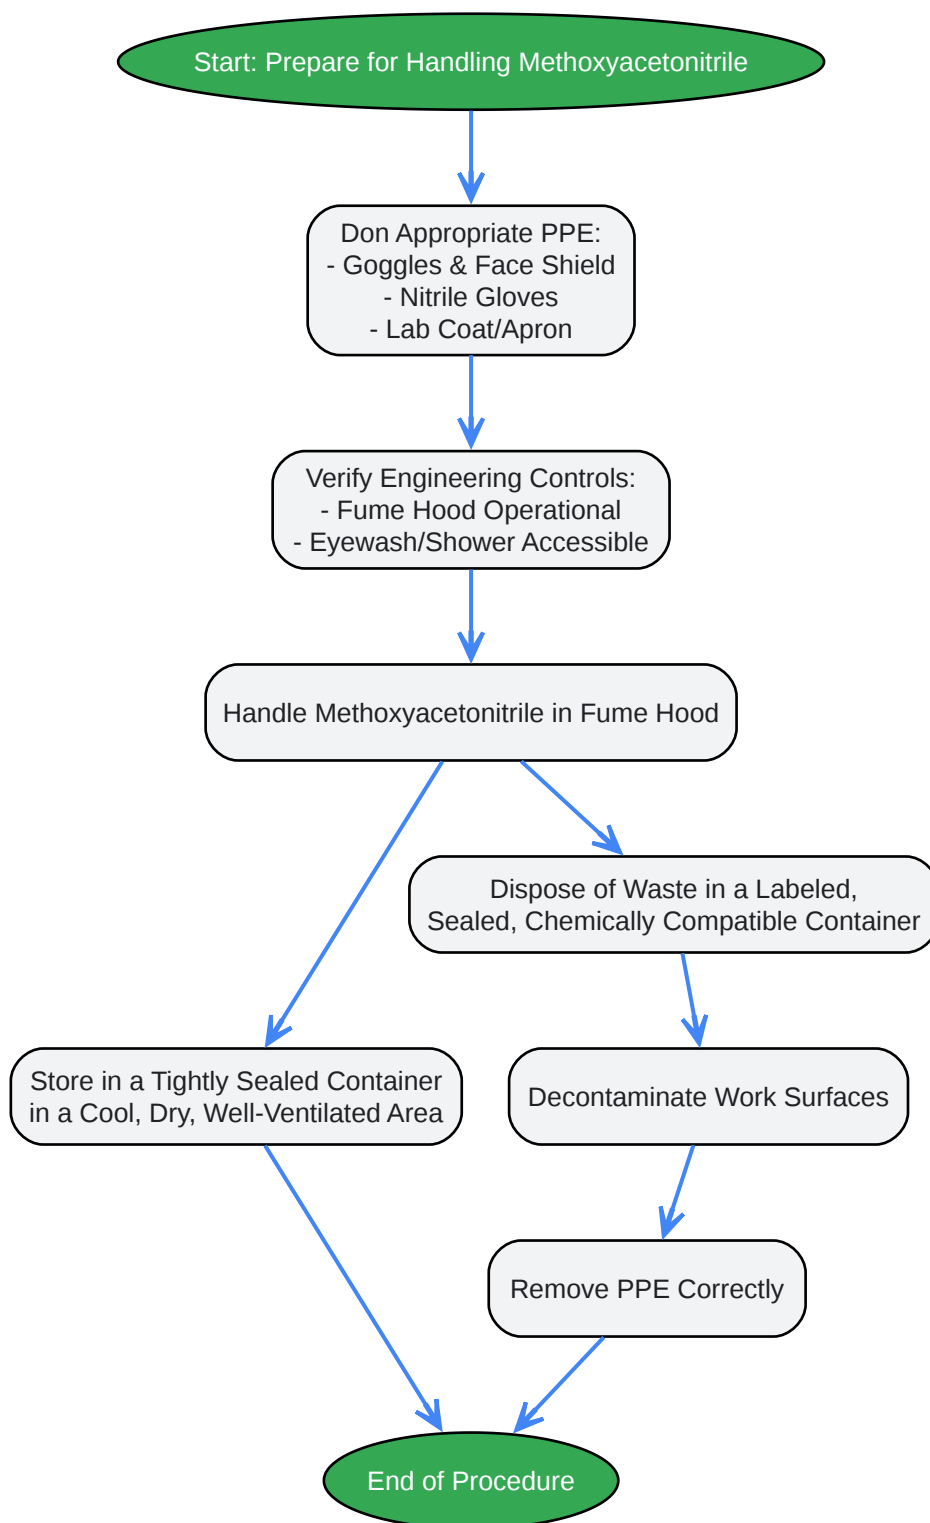 Start: Prepare for Handling Methoxyacetonitrile
Don Appropriate PPE:
- Goggles & Face Shield
- Nitrile Gloves
- Lab Coat/Apron
Verify Engineering Controls:
- Fume Hood Operational
- Eyewash/Shower Accessible
Handle Methoxyacetonitrile in Fume Hood
Dispose of Waste in a Labeled,
Sealed, Chemically Compatible Container
Store in a Tightly Sealed Container
in a Cool, Dry, Well-Ventilated Area
Decontaminate Work Surfaces
Remove PPE Correctly
End of Procedure